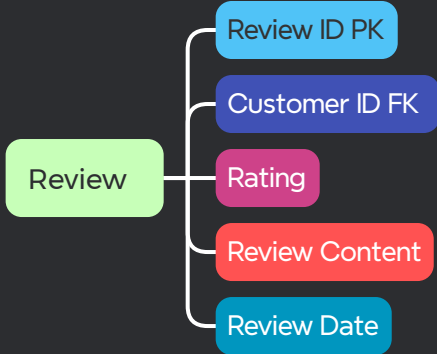 Review ID PK
Customer ID FK
Review
Rating
Review Content
Review Date